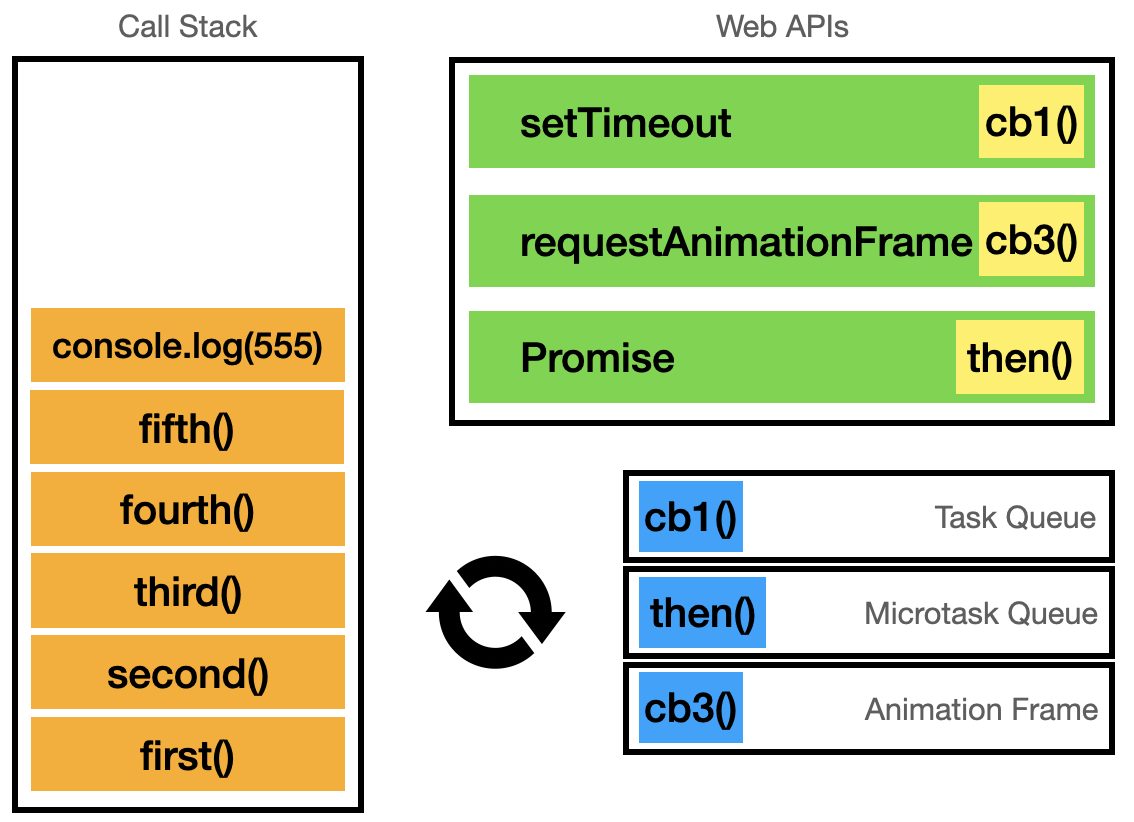 Call Stack
console.log(555)
fifth()
fourth()
third()
second()
first()
Web APIs
setTimeout cb1()
requestAnimationFrame cb3()
Promise then()
cb1() Task Queue
then() Microtask Queue
cb3() Animation Frame